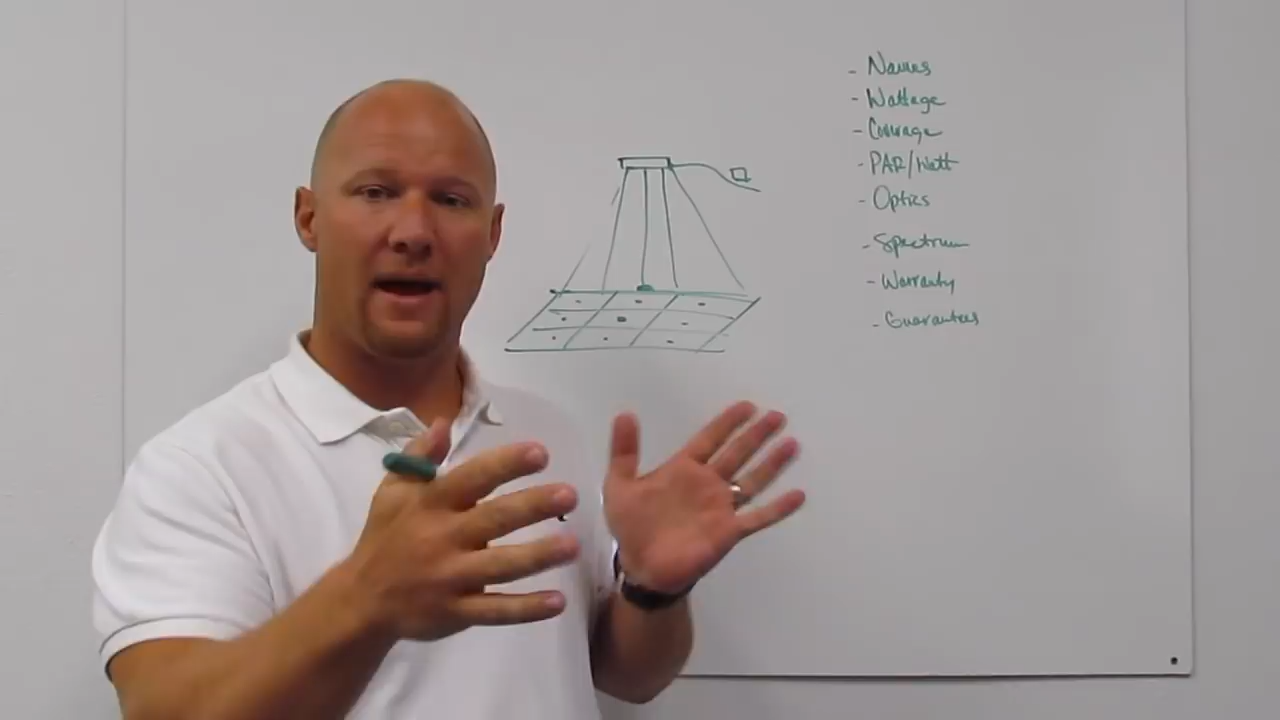 - Names
- Wattage
- Coverage
- PAR/Watt
- Optics
- Spectrum
- Warranty
- Guarantees